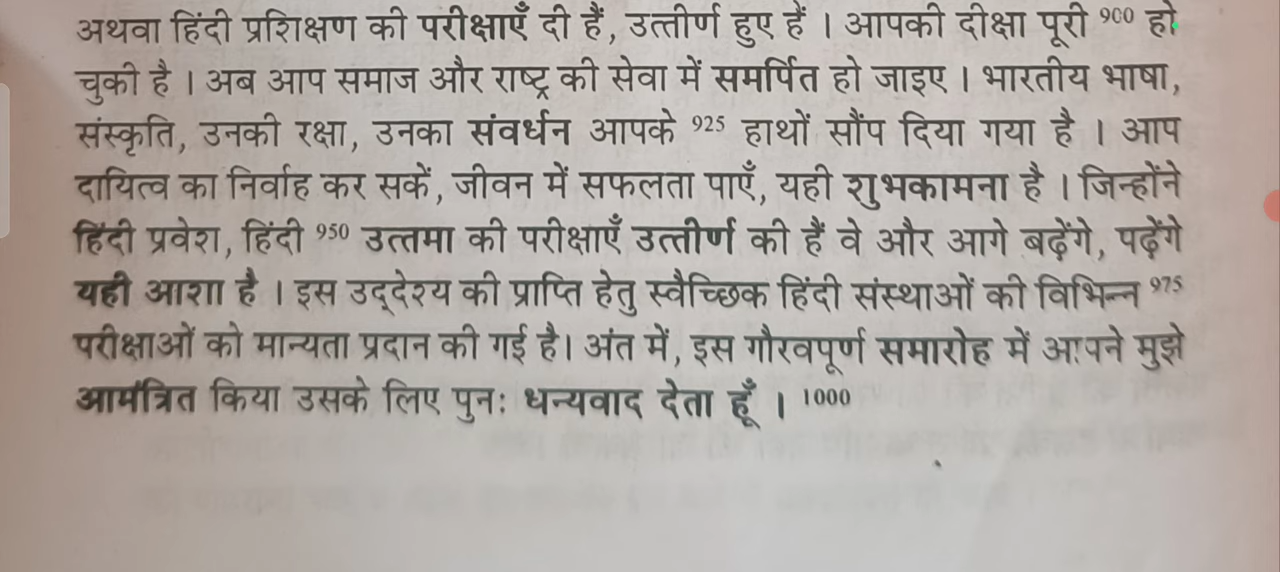 अथवा हिंदी प्रशिक्षण की परीक्षाएँ दी हैं, उत्तीर्ण हुए हैं । आपकी दीक्षा पूरी 900 हो
चुकी है । अब आप समाज और राष्ट्र की सेवा में समर्पित हो जाइए । भारतीय भाषा,
संस्कृति, उनकी रक्षा, उनका संवर्धन आपके 925 हाथों सौंप दिया गया है । आप
दायित्व का निर्वाह कर सकें, जीवन में सफलता पाएँ, यही शुभकामना है । जिन्होंने
हिंदी प्रवेश, हिंदी 950 उत्तमा की परीक्षाएँ उत्तीर्ण की हैं वे और आगे बढ़ेंगे, पढ़ेंगे
यही आशा है । इस उद्‌देश्य की प्राप्ति हेतु स्वैच्छिक हिंदी संस्थाओं की विभिन्न 975
परीक्षाओं को मान्यता प्रदान की गई है। अंत में, इस गौरवपूर्ण समारोह में आपने मुझे
आमंत्रित किया उसके लिए पुनः धन्यवाद देता हूँ । 1000